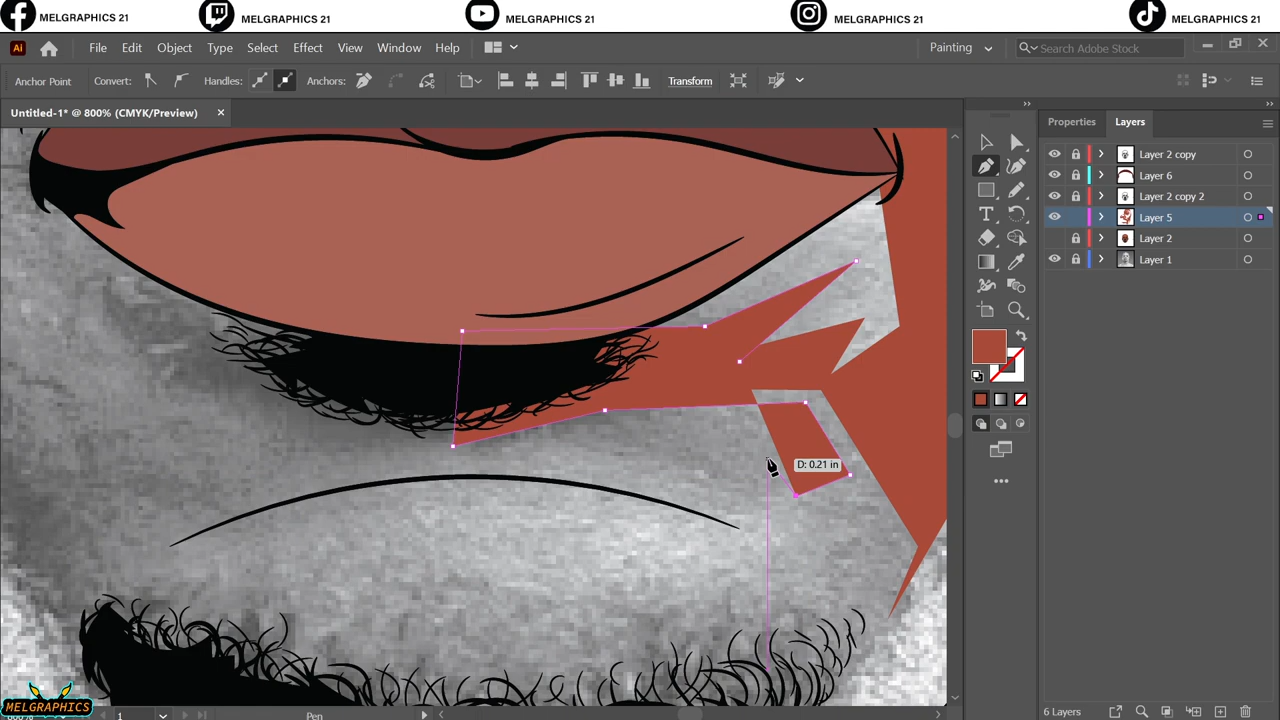 MELGRAPHICS 21 MELGRAPHICS 21 MELGRAPHICS 21 MELGRAPHICS 21 MELGRAPHICS 21
Ai File Edit Object Type Select Effect View Window Help Painting Search Adobe Stock
Anchor Point Convert: Handles: Anchors: Transform
Untitled-1* @ 800% (CMYK/Preview)
Properties Layers
Layer 2 copy
Layer 6
Layer 2 copy 2
Layer 5
Layer 2
Layer 1
D: 0.21 in
MELGRAPHICS
1 Pen
6 Layers